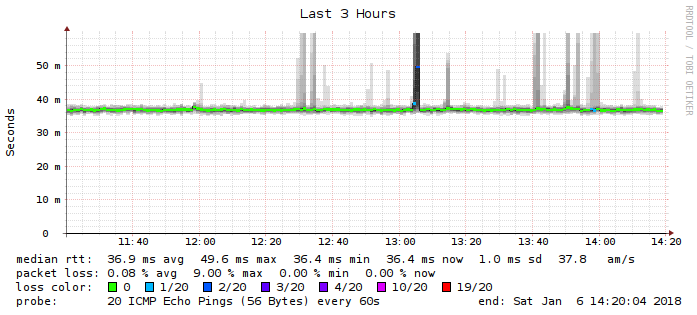 Last 3 Hours
RRDTOOL / TOBI OETIKER
Seconds
50 m
40 m
30 m
20 m
10 m
0
11:40 12:00 12:20 12:40 13:00 13:20 13:40 14:00 14:20
median rtt: 36.9 ms avg 49.6 ms max 36.4 ms min 36.4 ms now 1.0 ms sd 37.8 am/s
packet loss: 0.08 % avg 9.00 % max 0.00 % min 0.00 % now
loss color: 0 1/20 2/20 3/20 4/20 10/20 19/20
probe: 20 ICMP Echo Pings (56 Bytes) every 60s end: Sat Jan 6 14:20:04 2018